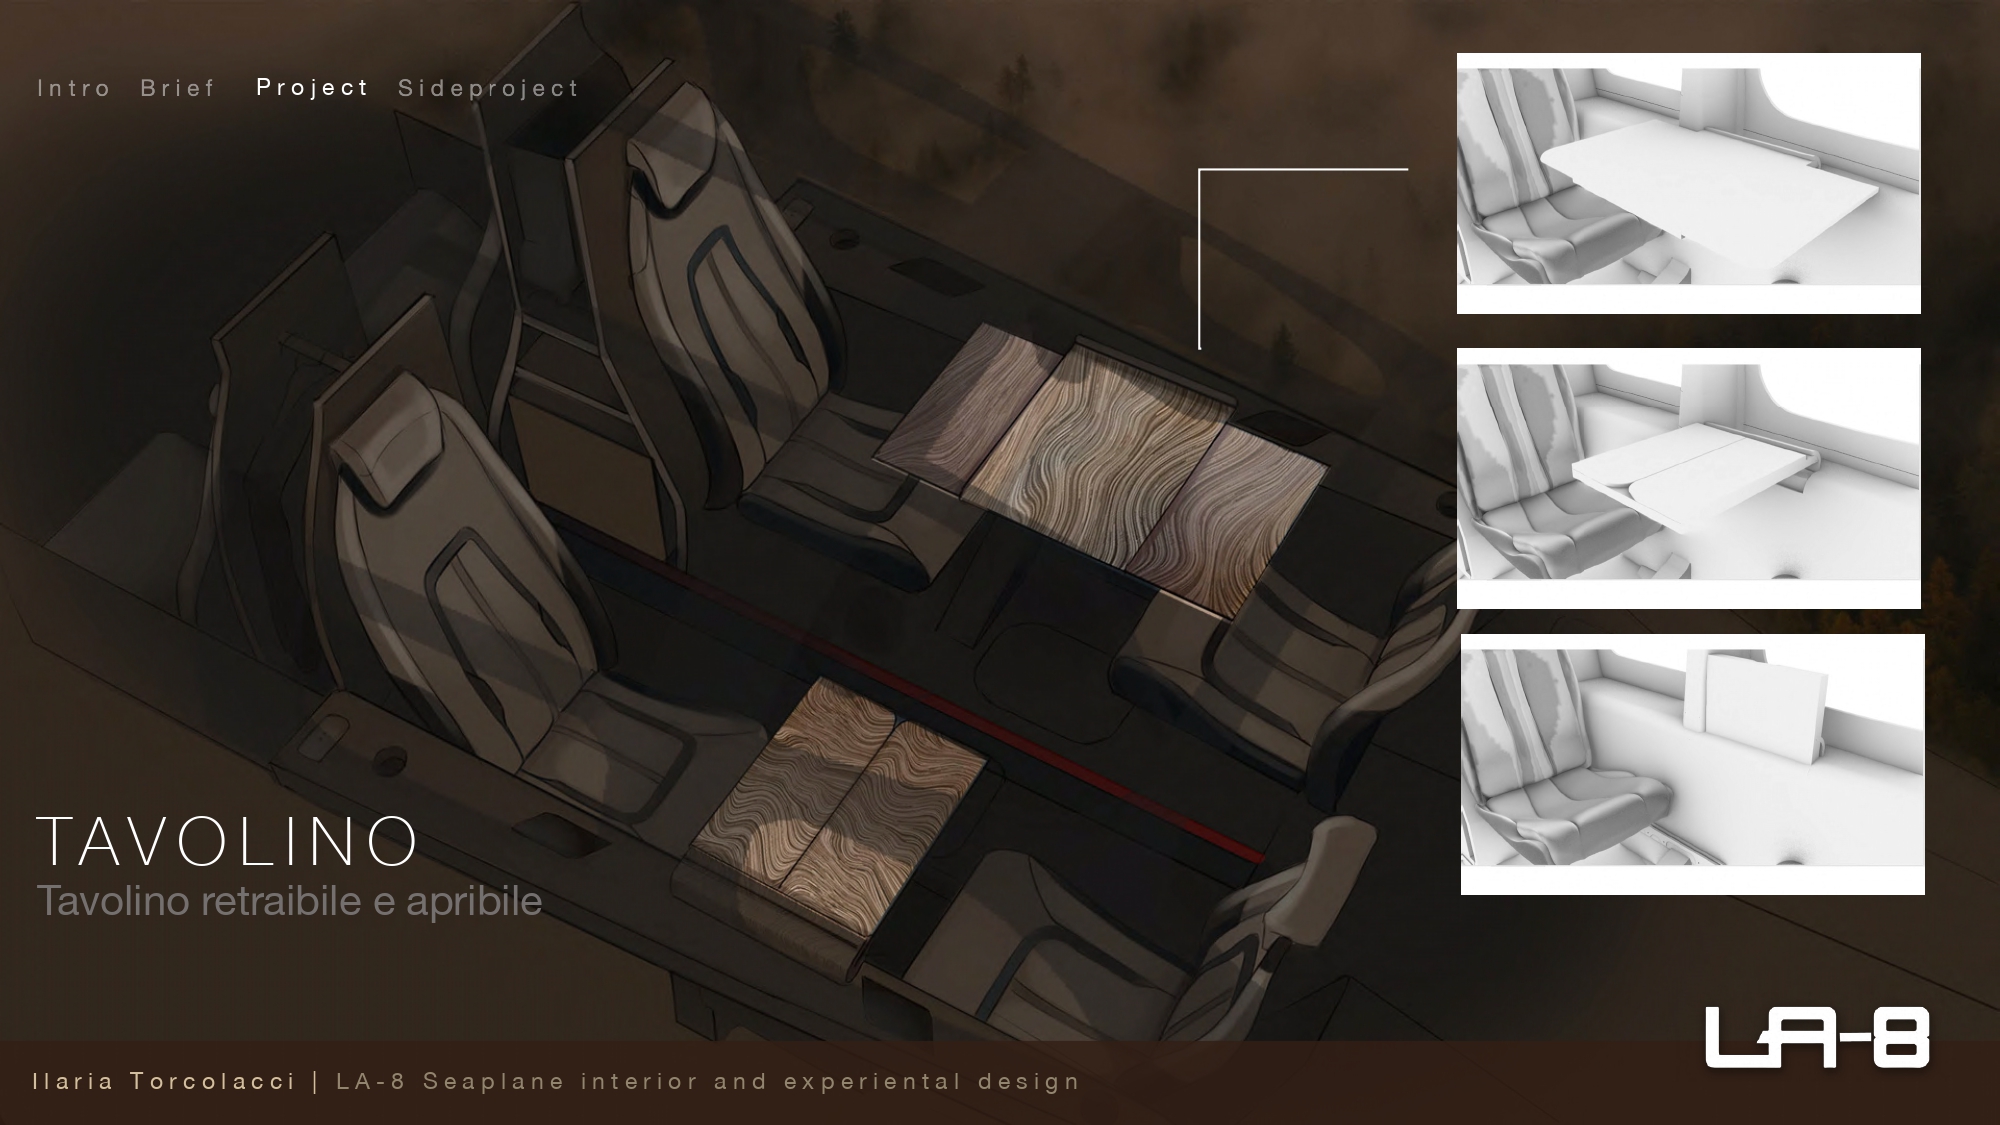 Intro Brief Project Sideproject
TAVOLINO
Tavolino retraibile e apribile
LA-8
Ilaria Torcolacci | LA-8 Seaplane interior and experiental design